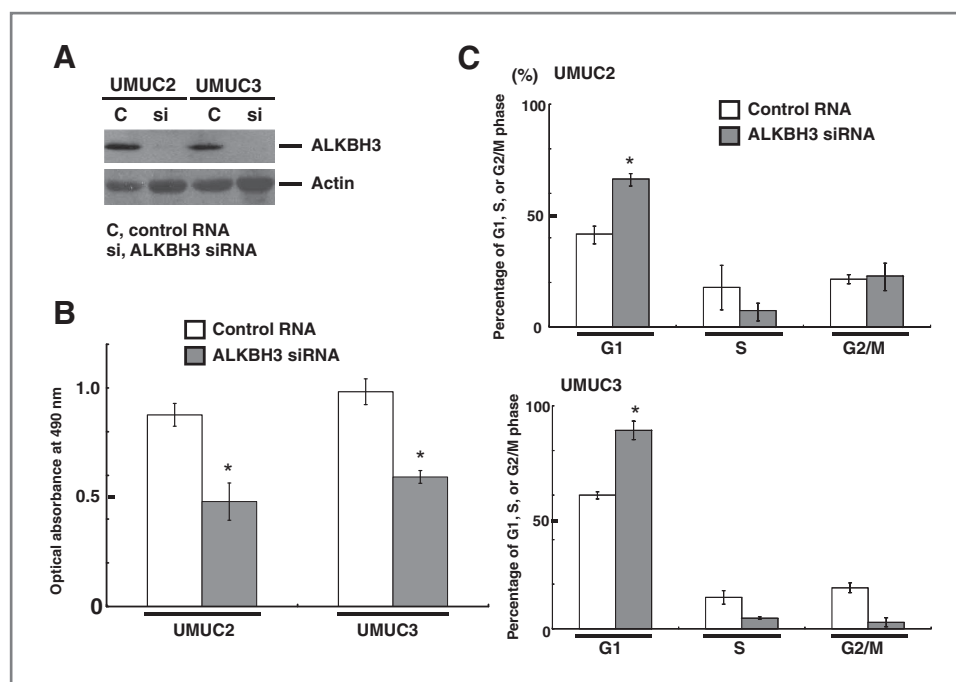 A
UMUC2 UMUC3
C si C si
ALKBH3
Actin
C, control RNA
si, ALKBH3 siRNA
B
Control RNA
ALKBH3 siRNA
Optical absorbance at 490 nm
1.0
0.5
0
*
*
UMUC2 UMUC3
C
(%) UMUC2
Control RNA
ALKBH3 siRNA
Percentage of G1, S, or G2/M phase
100
50
0
*
G1 S G2/M
UMUC3
Percentage of G1, S, or G2/M phase
100
50
0
*
G1 S G2/M